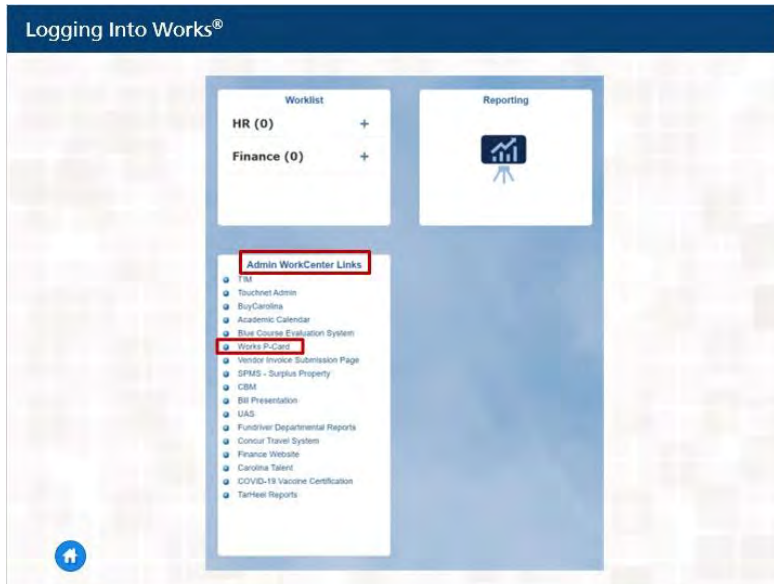 Logging Into Works®
Worklist
HR (0) +
Finance (0) +
Reporting
Admin WorkCenter Links
TIM
Touchnet Admin
BuyCarolina
Academic Calendar
Blue Course Evaluation System
Works P-Card
Vendor Invoice Submission Page
SPMS - Surplus Property
CBM
Bill Presentation
UAS
Fundriver Departmental Reports
Concur Travel System
Finance Website
Carolina Talent
COVID-19 Vaccine Certification
TarHeel Reports